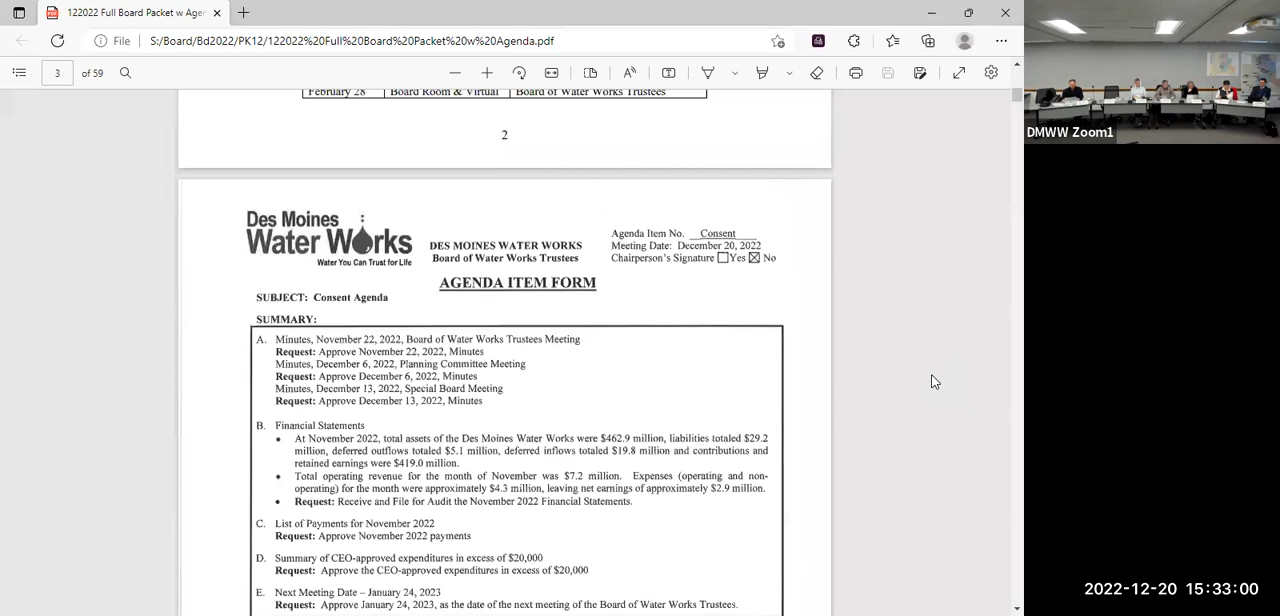 122022 Full Board Packet w Agen
File S:/Board/Bd2022/PK12/122022%20Full%20Board%20Packet%20w%20Agenda.pdf
3 of 59
February 28 Board Room & Virtual Board of Water Works Trustees
2
Des Moines
Water Works
Water You Can Trust for Life
DES MOINES WATER WORKS
Board of Water Works Trustees
Agenda Item No. Consent
Meeting Date: December 20, 2022
Chairperson's Signature Yes No
AGENDA ITEM FORM
SUBJECT: Consent Agenda
SUMMARY:
A. Minutes, November 22, 2022, Board of Water Works Trustees Meeting
Request: Approve November 22, 2022, Minutes
Minutes, December 6, 2022, Planning Committee Meeting
Request: Approve December 6, 2022, Minutes
Minutes, December 13, 2022, Special Board Meeting
Request: Approve December 13, 2022, Minutes
B. Financial Statements
• At November 2022, total assets of the Des Moines Water Works were $462.9 million, liabilities totaled $29.2
million, deferred outflows totaled $5.1 million, deferred inflows totaled $19.8 million and contributions and
retained earnings were $419.0 million.
• Total operating revenue for the month of November was $7.2 million. Expenses (operating and non-
operating) for the month were approximately $4.3 million, leaving net earnings of approximately $2.9 million.
• Request: Receive and File for Audit the November 2022 Financial Statements.
C. List of Payments for November 2022
Request: Approve November 2022 payments
D. Summary of CEO-approved expenditures in excess of $20,000
Request: Approve the CEO-approved expenditures in excess of $20,000
E. Next Meeting Date – January 24, 2023
Request: Approve January 24, 2023, as the date of the next meeting of the Board of Water Works Trustees.
DMWW Zoom1
2022-12-20 15:33:00